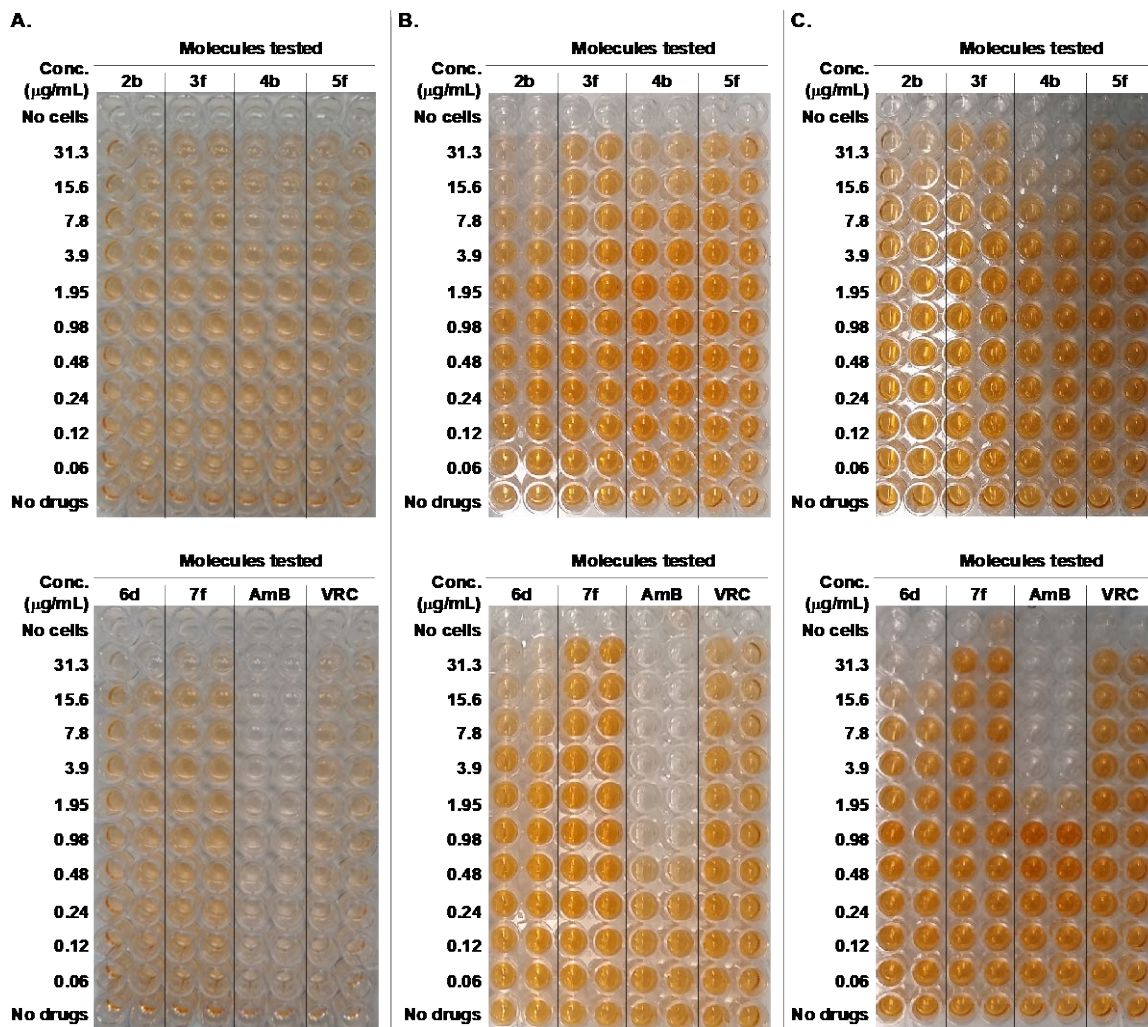 A.
Molecules tested
Conc.
(μg/mL)
2b 3f 4b 5f
No cells
31.3
15.6
7.8
3.9
1.95
0.98
0.48
0.24
0.12
0.06
No drugs
Molecules tested
Conc.
(μg/mL)
6d 7f AmB VRC
No cells
31.3
15.6
7.8
3.9
1.95
0.98
0.48
0.24
0.12
0.06
No drugs
B.
Molecules tested
Conc.
(μg/mL)
2b 3f 4b 5f
No cells
31.3
15.6
7.8
3.9
1.95
0.98
0.48
0.24
0.12
0.06
No drugs
Molecules tested
Conc.
(μg/mL)
6d 7f AmB VRC
No cells
31.3
15.6
7.8
3.9
1.95
0.98
0.48
0.24
0.12
0.06
No drugs
C.
Molecules tested
Conc.
(μg/mL)
2b 3f 4b 5f
No cells
31.3
15.6
7.8
3.9
1.95
0.98
0.48
0.24
0.12
0.06
No drugs
Molecules tested
Conc.
(μg/mL)
6d 7f AmB VRC
No cells
31.3
15.6
7.8
3.9
1.95
0.98
0.48
0.24
0.12
0.06
No drugs